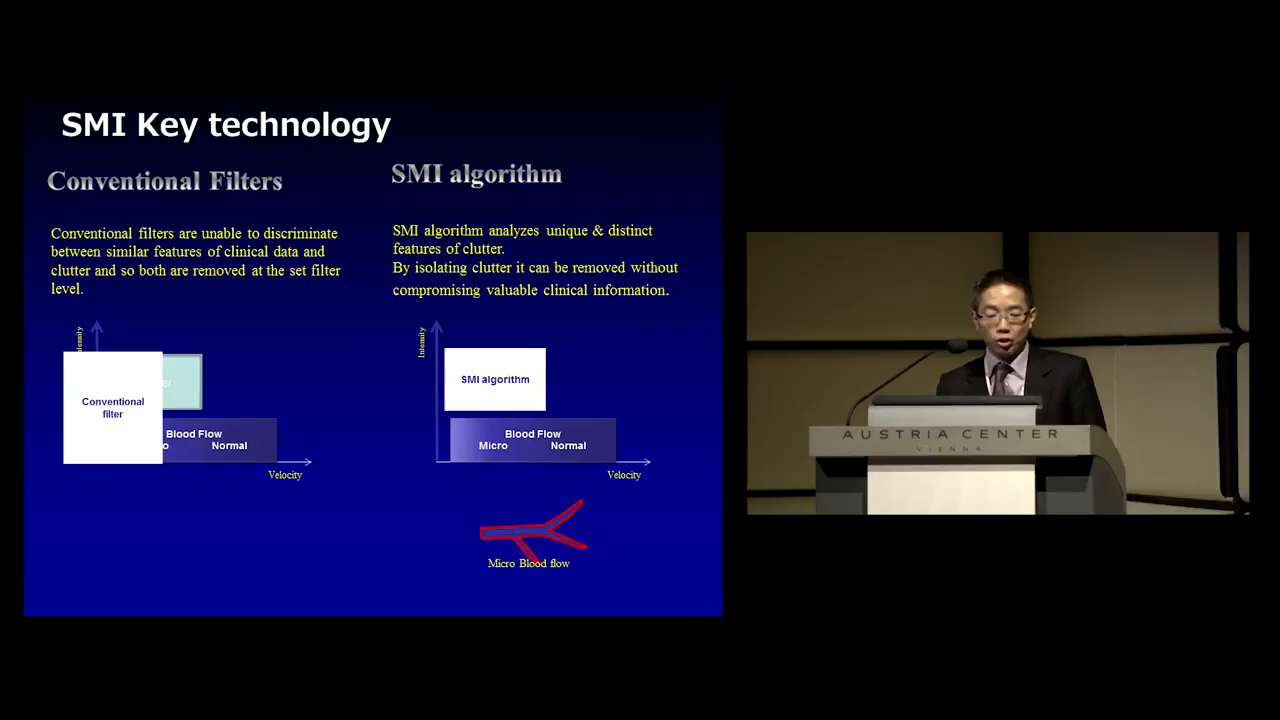 SMI Key technology
Conventional Filters
Conventional filters are unable to discriminate
between similar features of clinical data and
clutter and so both are removed at the set filter
level.
Intensity
Conventional
filter
Blood Flow
Normal
Velocity
SMI algorithm
SMI algorithm analyzes unique & distinct
features of clutter.
By isolating clutter it can be removed without
compromising valuable clinical information.
Intensity
SMI algorithm
Blood Flow
Micro Normal
Velocity
Micro Blood flow
AUSTRIA CENTER
VIENNA